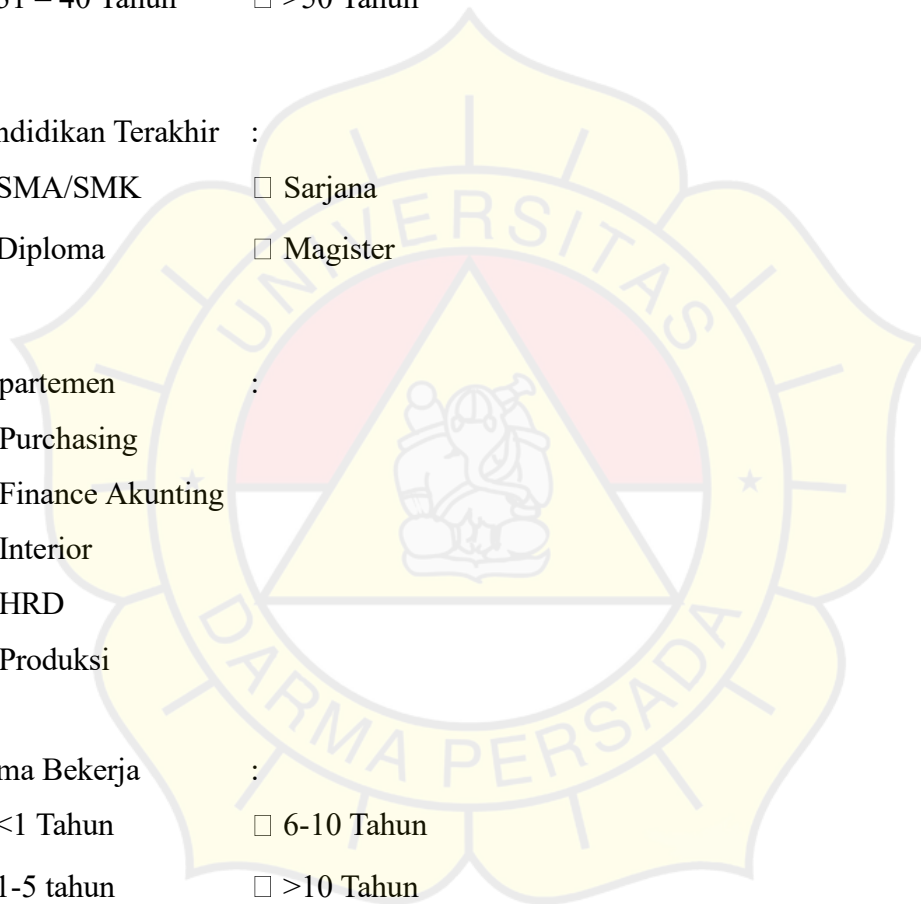 31 – 40 Tahun □ >50 Tahun
ndidikan Terakhir :
SMA/SMK □ Sarjana
Diploma □ Magister
partemen :
Purchasing
Finance Akunting
Interior
HRD
Produksi
ma Bekerja :
<1 Tahun □ 6-10 Tahun
1-5 tahun □ >10 Tahun
UNIVERSITAS
DARMA PERSADA